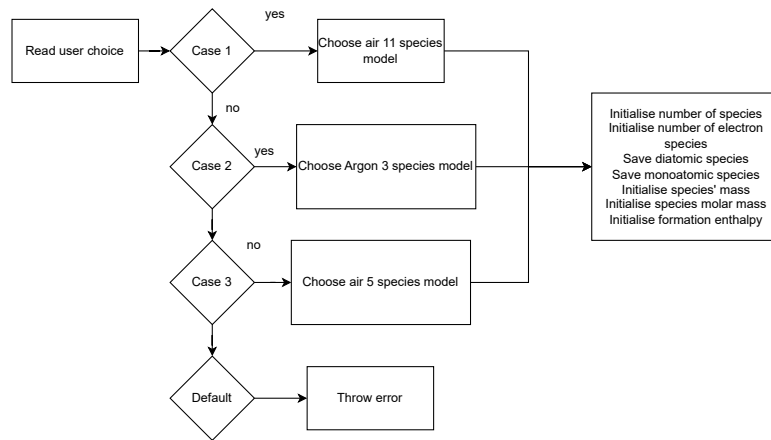 yes
Read user choice
Case 1
Choose air 11 species
model
no
Case 2
yes
Choose Argon 3 species model
Initialise number of species
Initialise number of electron
species
Save diatomic species
Save monoatomic species
Initialise species' mass
Initialise species molar mass
Initialise formation enthalpy
no
Case 3
Choose air 5 species model
Default
Throw error